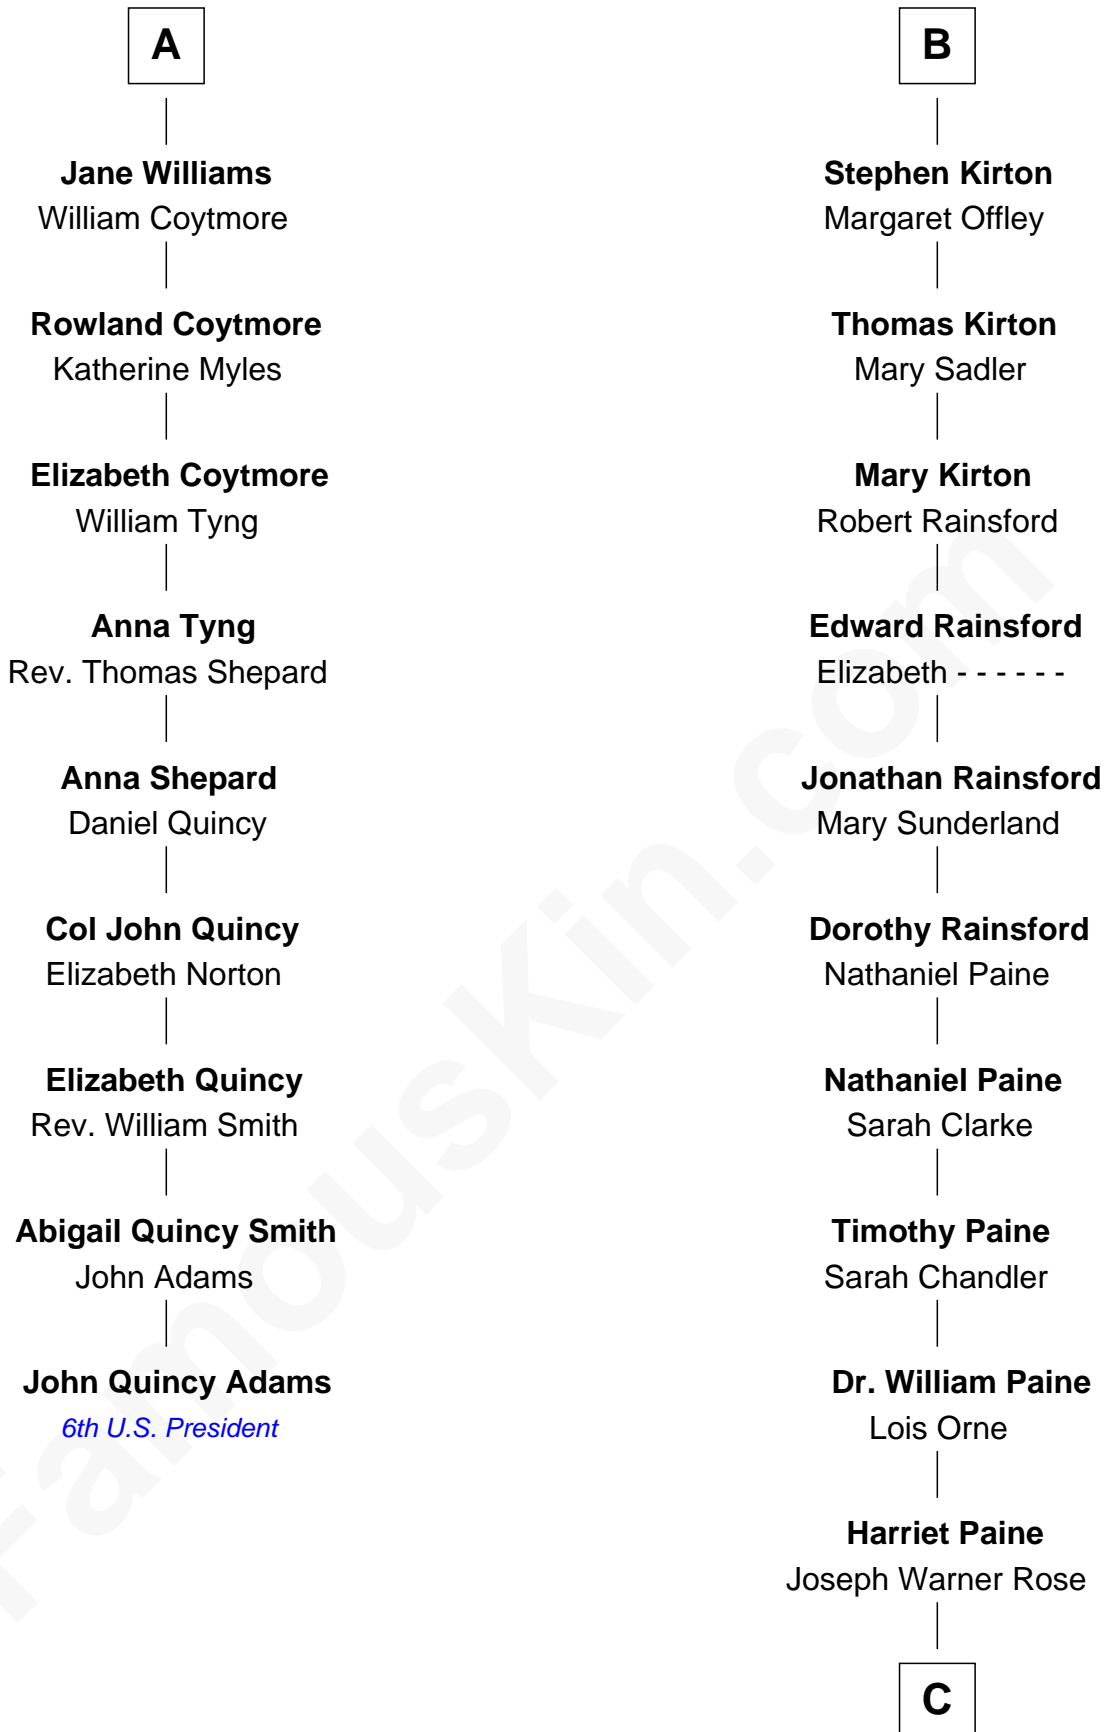 A
Jane Williams
William Coytmore
Rowland Coytmore
Katherine Myles
Elizabeth Coytmore
William Tyng
Anna Tyng
Rev. Thomas Shepard
Anna Shepard
Daniel Quincy
Col John Quincy
Elizabeth Norton
Elizabeth Quincy
Rev. William Smith
Abigail Quincy Smith
John Adams
John Quincy Adams
6th U.S. President
B
Stephen Kirton
Margaret Offley
Thomas Kirton
Mary Sadler
Mary Kirton
Robert Rainsford
Edward Rainsford
Elizabeth - - - - - -
Jonathan Rainsford
Mary Sunderland
Dorothy Rainsford
Nathaniel Paine
Nathaniel Paine
Sarah Clarke
Timothy Paine
Sarah Chandler
Dr. William Paine
Lois Orne
Harriet Paine
Joseph Warner Rose
C
FamousKin.com